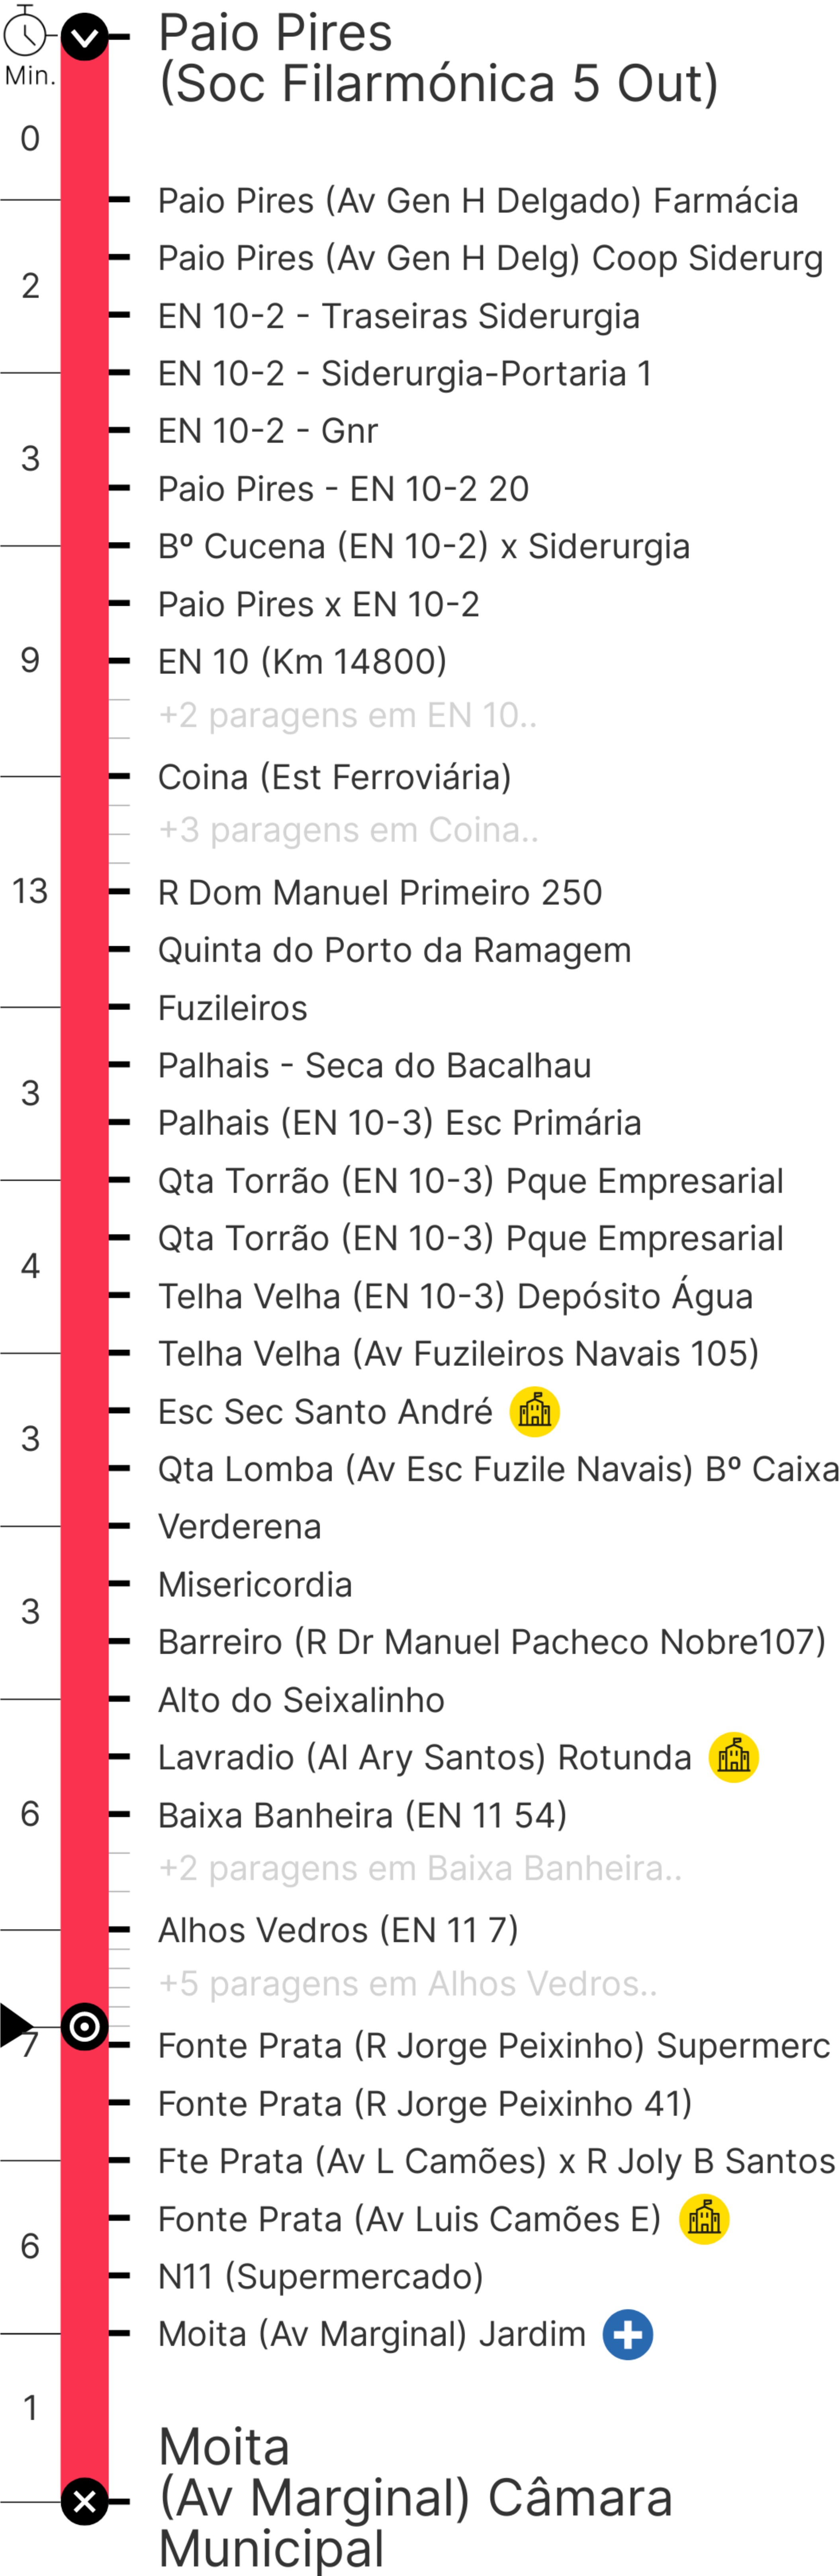 Paio Pires
(Soc Filarmónica 5 Out)
Min.
0
Paio Pires (Av Gen H Delgado) Farmácia
Paio Pires (Av Gen H Delg) Coop Siderurg
2
EN 10-2 - Traseiras Siderurgia
EN 10-2 - Siderurgia-Portaria 1
EN 10-2 - Gnr
3
Paio Pires - EN 10-2 20
Bº Cucena (EN 10-2) x Siderurgia
Paio Pires x EN 10-2
9
EN 10 (Km 14800)
+2 paragens em EN 10..
Coina (Est Ferroviária)
+3 paragens em Coina..
13
R Dom Manuel Primeiro 250
Quinta do Porto da Ramagem
Fuzileiros
Palhais - Seca do Bacalhau
3
Palhais (EN 10-3) Esc Primária
Qta Torrão (EN 10-3) Pque Empresarial
Qta Torrão (EN 10-3) Pque Empresarial
4
Telha Velha (EN 10-3) Depósito Água
Telha Velha (Av Fuzileiros Navais 105)
Esc Sec Santo André
3
Qta Lomba (Av Esc Fuzile Navais) Bº Caixa
Verderena
Misericordia
3
Barreiro (R Dr Manuel Pacheco Nobre107)
Alto do Seixalinho
Lavradio (Al Ary Santos) Rotunda
6
Baixa Banheira (EN 11 54)
+2 paragens em Baixa Banheira..
Alhos Vedros (EN 11 7)
+5 paragens em Alhos Vedros..
7
Fonte Prata (R Jorge Peixinho) Supermerc
Fonte Prata (R Jorge Peixinho 41)
Fte Prata (Av L Camões) x R Joly B Santos
Fonte Prata (Av Luis Camões E)
6
N11 (Supermercado)
Moita (Av Marginal) Jardim
1
Moita
(Av Marginal) Câmara
Municipal